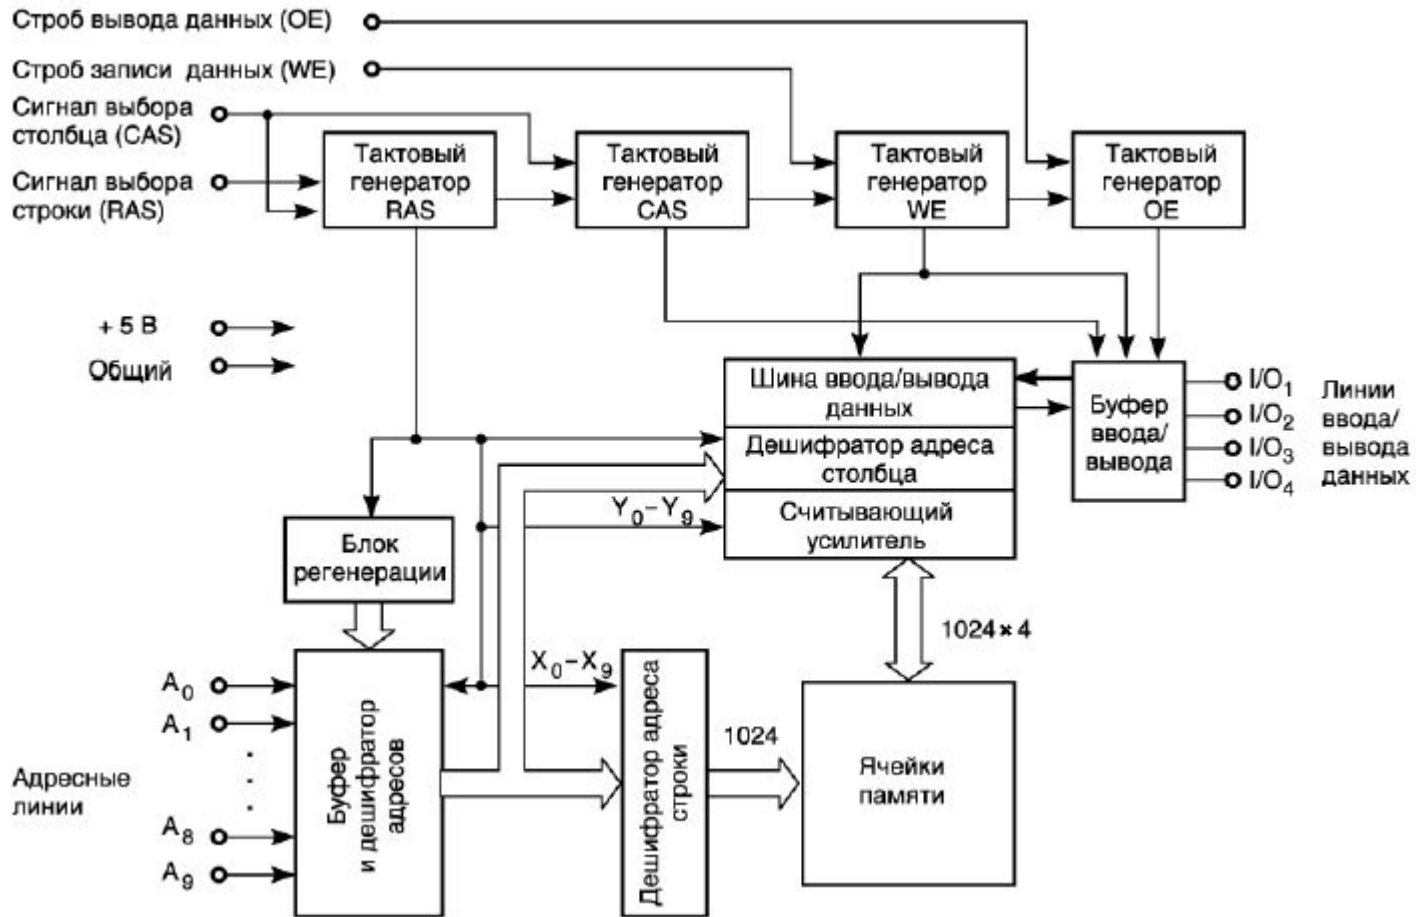 Строб вывода данных (OE)
Строб записи данных (WE)
Сигнал выбора
столбца (CAS)
Сигнал выбора
строки (RAS)
Тактовый
генератор
RAS
Тактовый
генератор
CAS
Тактовый
генератор
WE
Тактовый
генератор
OE
+ 5 В
Общий
Шина ввода/вывода
данных
Дешифратор адреса
столбца
Считывающий
усилитель
Буфер
ввода/
вывода
I/O1
I/O2
I/O3
I/O4
Линии
ввода/
вывода
данных
Y0–Y9
Блок
регенерации
1024 × 4
X0–X9
A0
A1
A8
A9
Адресные
линии
Буфер
и дешифратор
адресов
Дешифратор адреса
строки
1024
Ячейки
памяти